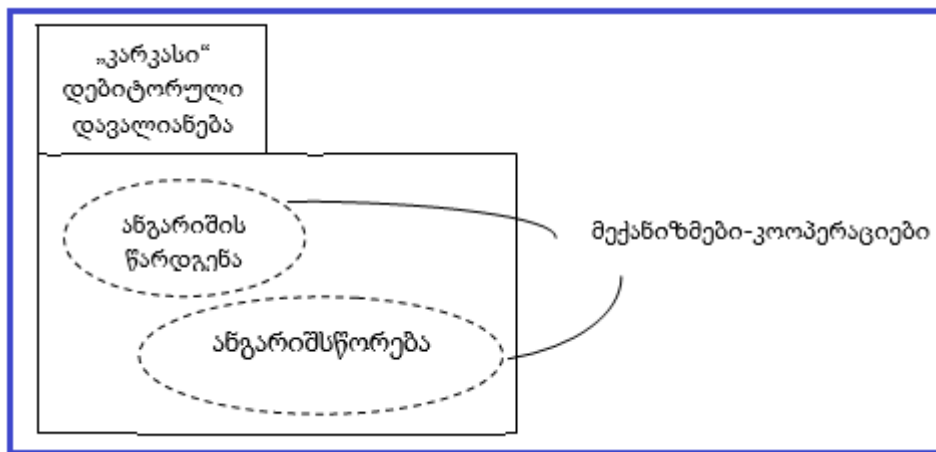 „კარკასი“
დებიტორული
დავალიანება
ანგარიშის
წარდგენა
მექანიზმები-კოოპერაციები
ანგარიშსწორება